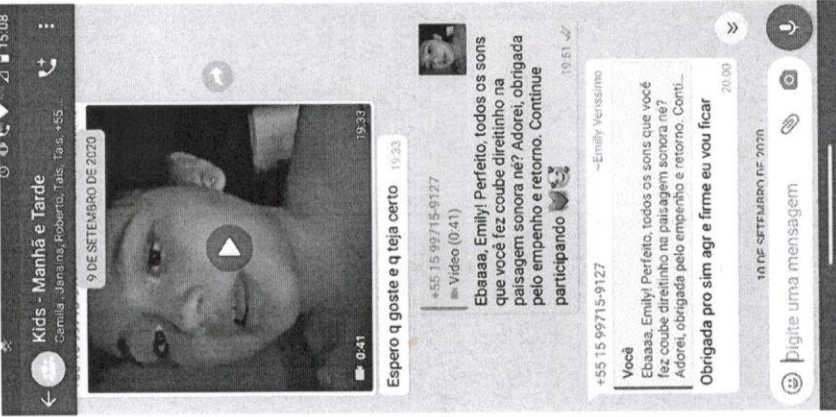 15:08
Kids - Manhã e Tarde
Camila, Janaina, Roberto, Tais, Tais, +55...
9 DE SETEMBRO DE 2020
0:41
19:33
Espero q goste e q teja certo 19:33
+55 15 99715-9127
Vídeo (0:41)
Ebaaaa, Emily! Perfeito, todos os sons
que você fez coube direitinho na
paisagem sonora né? Adorei, obrigada
pelo empenho e retorno. Continue
participando
19:51
+55 15 99715-9127 ~Emilly Verissimo
Você
Ebaaaa, Emily! Perfeito, todos os sons que você
fez coube direitinho na paisagem sonora né?
Adorei, obrigada pelo empenho e retorno. Conti...
Obrigada pro sim agr e firme eu vou ficar
20:00
10 DE SETEMBRO DE 2020
Digite uma mensagem